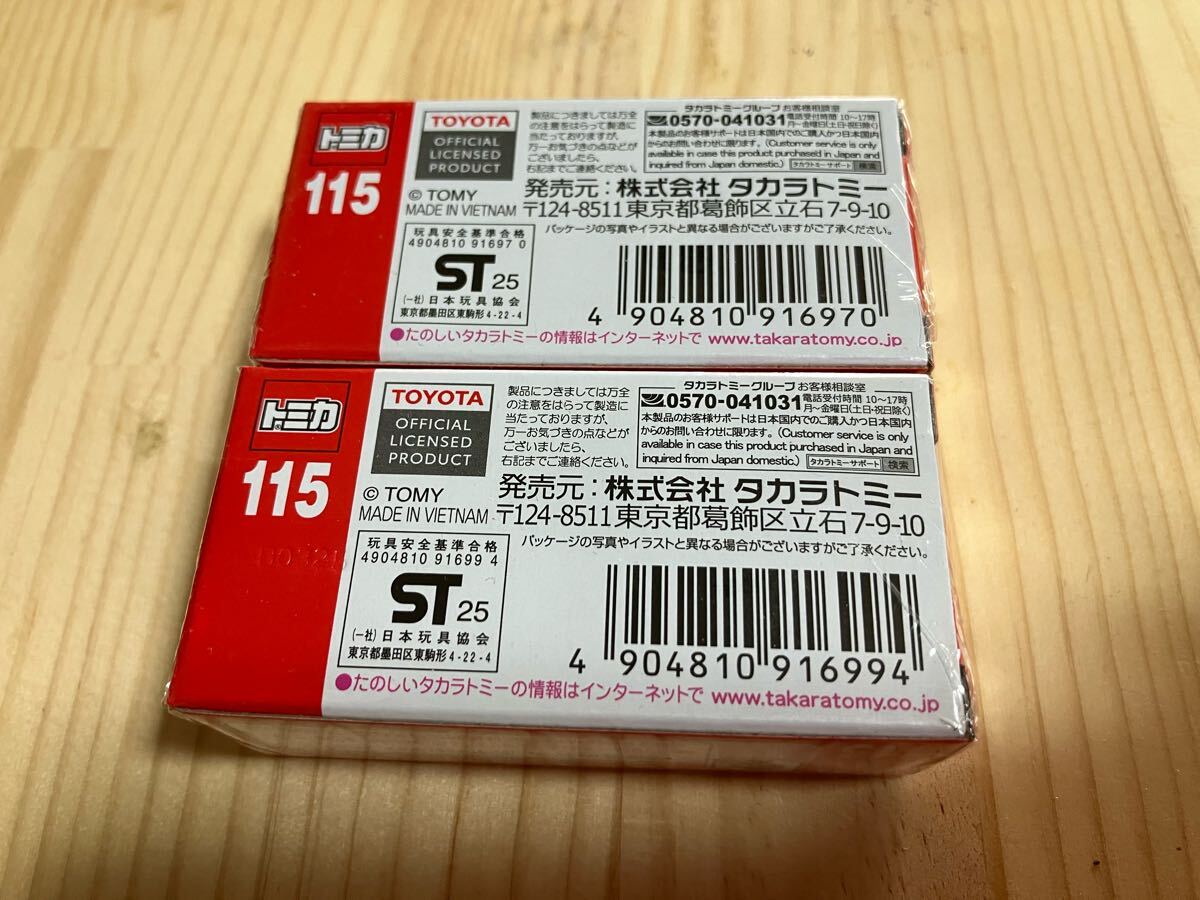 トミカ
115
TOYOTA
OFFICIAL
LICENSED
PRODUCT
© TOMY
MADE IN VIETNAM
製品につきましては万全
の注意をはらって製造に
当たっておりますが、
万一お気づきの点などが
ございましたら、
右記までご連絡ください。
タカラトミーグループ お客様相談室
0570-041031 電話受付時間 10〜17時
月〜金曜日(土・日・祝日除く)
本製品のお客様サポートは日本国内でのご購入かつ日本国内
からのお問い合わせに限ります。(Customer service is only
available in case this product purchased in Japan and
inquired from Japan domestic.) タカラトミーサポート 検索
発売元:株式会社 タカラトミー
〒124-8511 東京都葛飾区立石7-9-10
パッケージの写真やイラストと異なる場合がございますがご了承ください。
玩具安全基準合格
4904810 91697 0
ST 25
(一社)日本玩具協会
東京都墨田区東駒形4-22-4
4 904810 916970
●たのしいタカラトミーの情報はインターネットで www.takaratomy.co.jp
トミカ
115
TOYOTA
OFFICIAL
LICENSED
PRODUCT
© TOMY
MADE IN VIETNAM
製品につきましては万全
の注意をはらって製造に
当たっておりますが、
万一お気づきの点などが
ございましたら、
右記までご連絡ください。
タカラトミーグループ お客様相談室
0570-041031 電話受付時間 10〜17時
月〜金曜日(土・日・祝日除く)
本製品のお客様サポートは日本国内でのご購入かつ日本国内
からのお問い合わせに限ります。(Customer service is only
available in case this product purchased in Japan and
inquired from Japan domestic.) タカラトミーサポート 検索
発売元:株式会社 タカラトミー
〒124-8511 東京都葛飾区立石7-9-10
パッケージの写真やイラストと異なる場合がございますがご了承ください。
玩具安全基準合格
4904810 91699 4
ST 25
(一社)日本玩具協会
東京都墨田区東駒形4-22-4
4 904810 916994
●たのしいタカラトミーの情報はインターネットで www.takaratomy.co.jp